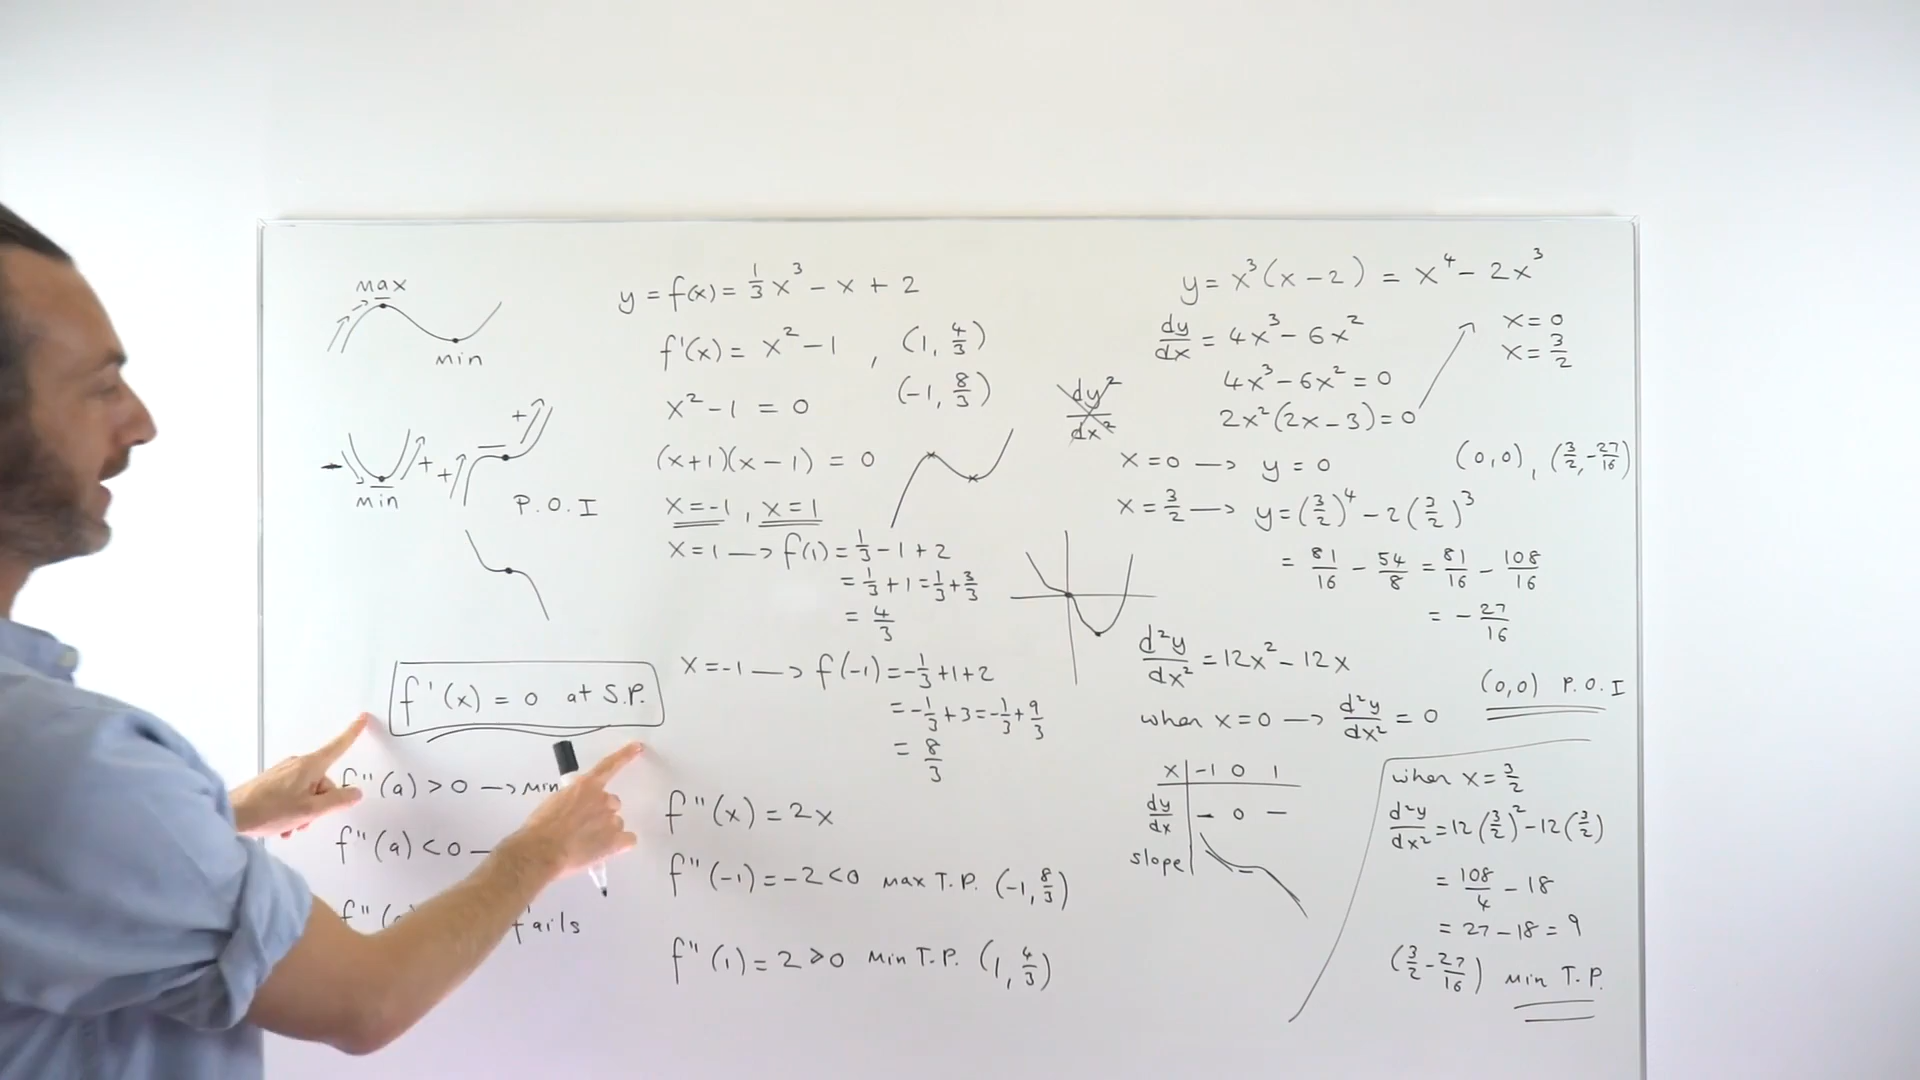 max
min
+
+
+
min
P.O.I
f'(x) = 0 at S.P.
f''(a) > 0 → min
f''(a) < 0 →
f''(
fails
y = f(x) = 1/3 x³ - x + 2
f'(x) = x² - 1 , (1, 4/3)
(-1, 8/3)
x² - 1 = 0
(x+1)(x-1) = 0
x = -1 , x = 1
x = 1 → f(1) = 1/3 - 1 + 2
= 1/3 + 1 = 1/3 + 3/3
= 4/3
x = -1 → f(-1) = -1/3 + 1 + 2
= -1/3 + 3 = -1/3 + 9/3
= 8/3
f''(x) = 2x
f''(-1) = -2 < 0 max T.P. (-1, 8/3)
f''(1) = 2 > 0 min T.P. (1, 4/3)
y = x³(x-2) = x⁴ - 2x³
dy/dx = 4x³ - 6x²
4x³ - 6x² = 0
2x²(2x-3) = 0
x = 0
x = 3/2
dy²/dx²
x = 0 → y = 0
(0,0) , (3/2, -27/16)
x = 3/2 → y = (3/2)⁴ - 2(3/2)³
= 81/16 - 54/8 = 81/16 - 108/16
= -27/16
d²y/dx² = 12x² - 12x
when x = 0 → d²y/dx² = 0
(0,0) P.O.I
x | -1 0 1
dy/dx | - 0 -
slope
when x = 3/2
d²y/dx² = 12(3/2)² - 12(3/2)
= 108/4 - 18
= 27 - 18 = 9
(3/2 -27/16) min T.P.